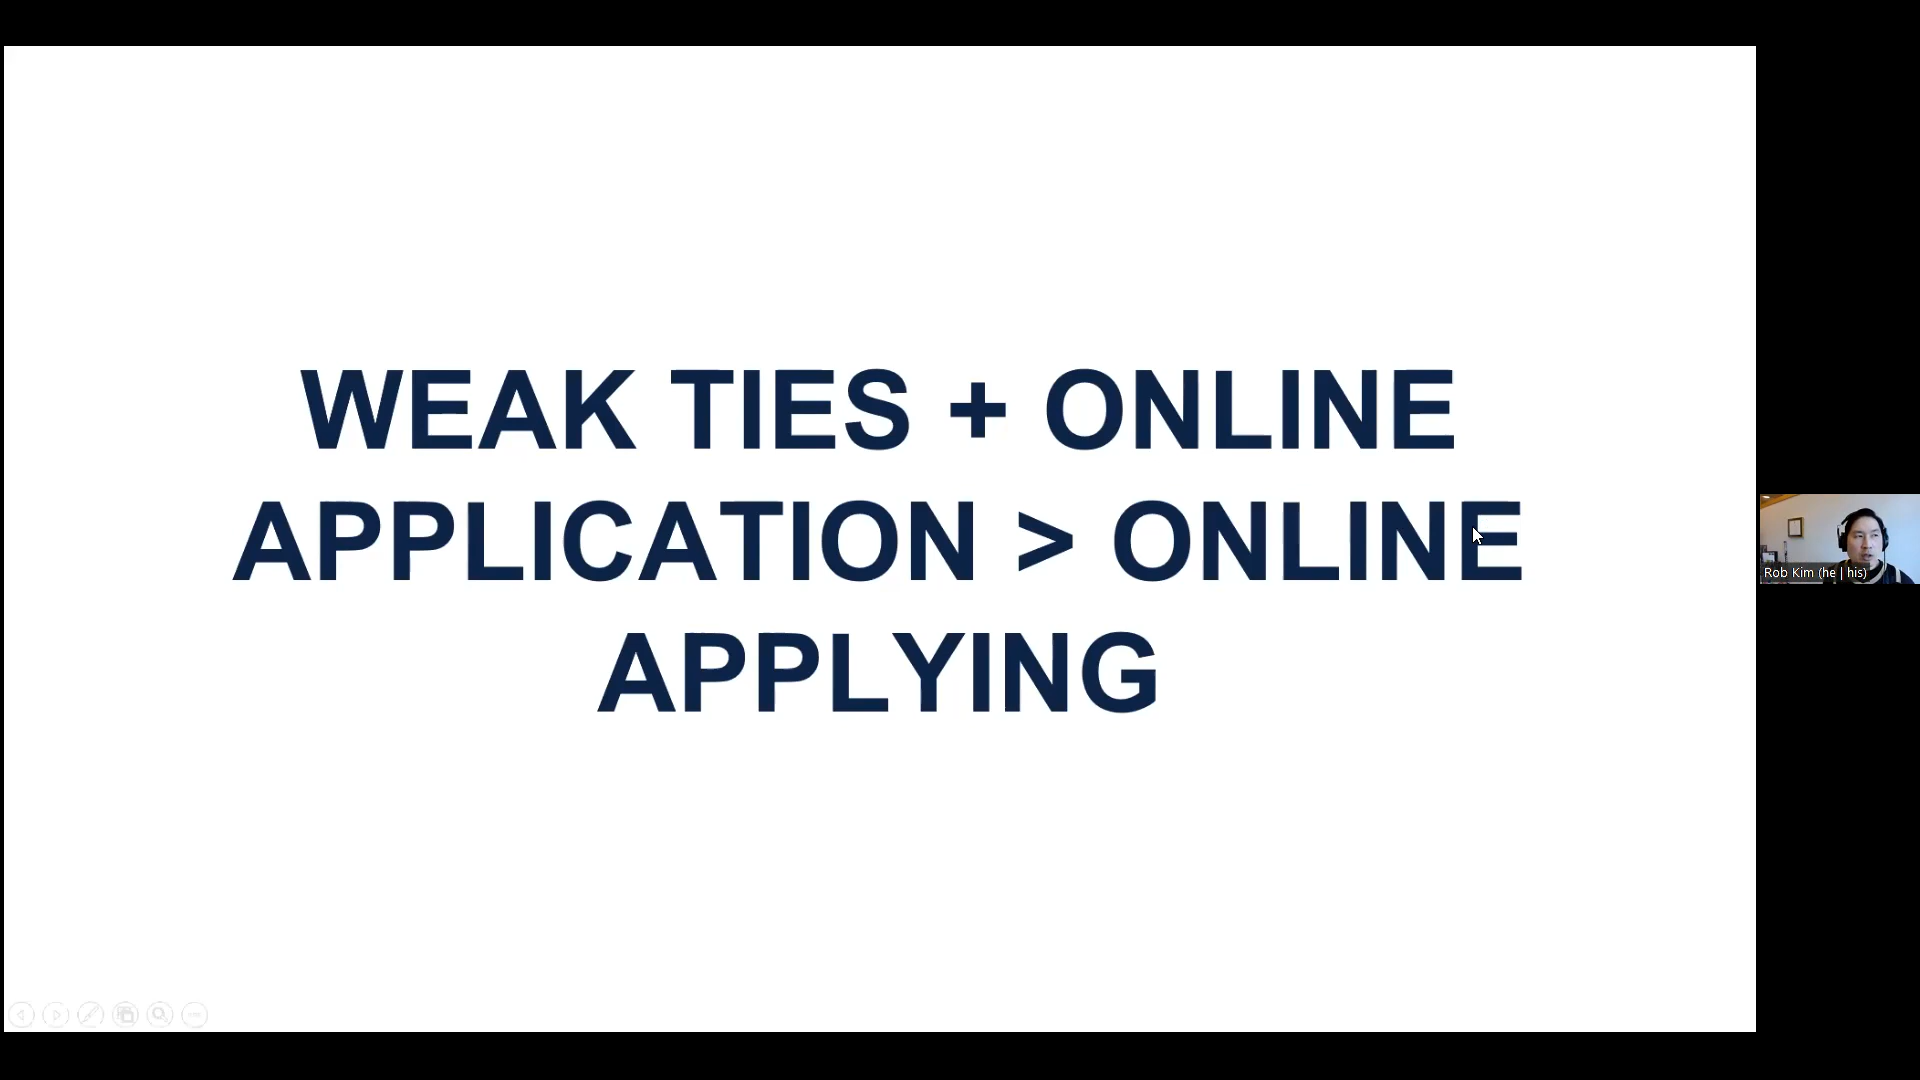 WEAK TIES + ONLINE
APPLICATION > ONLINE
APPLYING
Rob Kim (he | his)